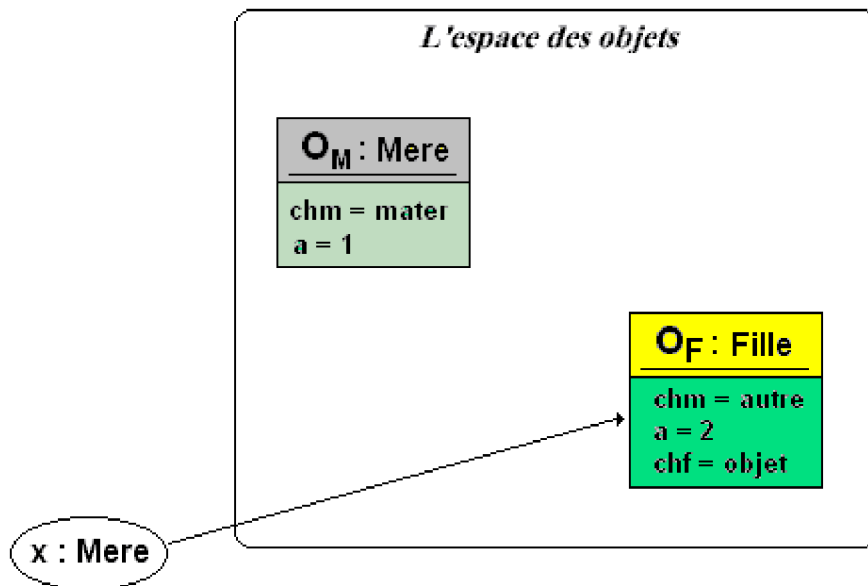 L'espace des objets
OM : Mere
chm = mater
a = 1
OF : Fille
chm = autre
a = 2
chf = objet
x : Mere